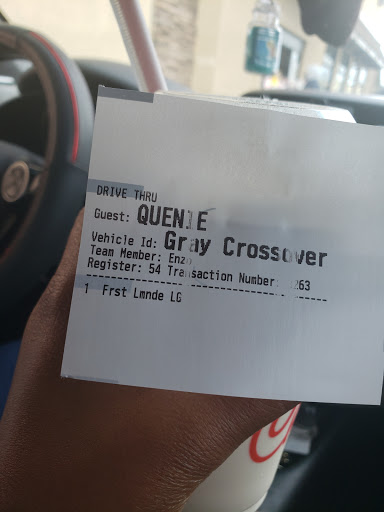 DRIVE THRU
Guest: QUENIE
Vehicle Id: Gray Crossover
Team Member: Enzo
Register: 54 Transaction Number: 263
1 Frst Lmnde LG